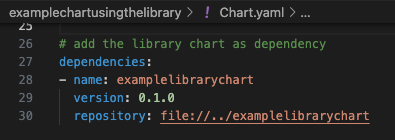 examplechartusingthelibrary > ! Chart.yaml > ...
25
26 # add the library chart as dependency
27 dependencies:
28 - name: examplelibrarychart
29   version: 0.1.0
30   repository: file://../examplelibrarychart